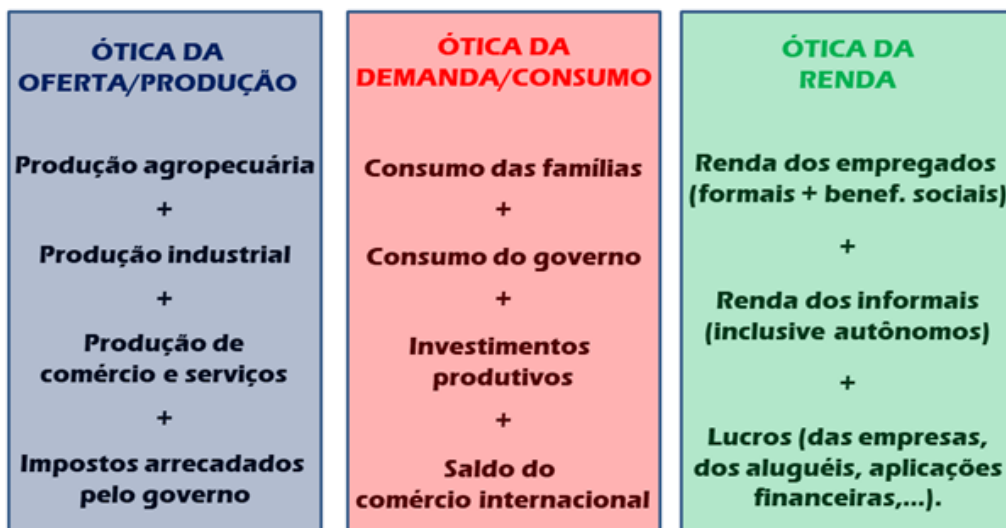 ÓTICA DA
OFERTA/PRODUÇÃO
Produção agropecuária
+
Produção industrial
+
Produção de
comércio e serviços
+
Impostos arrecadados
pelo governo
ÓTICA DA
DEMANDA/CONSUMO
Consumo das famílias
+
Consumo do governo
+
Investimentos
produtivos
+
Saldo do
comércio internacional
ÓTICA DA
RENDA
Renda dos empregados
(formais + benef. sociais)
+
Renda dos informais
(inclusive autônomos)
+
Lucros (das empresas,
dos aluguéis, aplicações
financeiras,...).